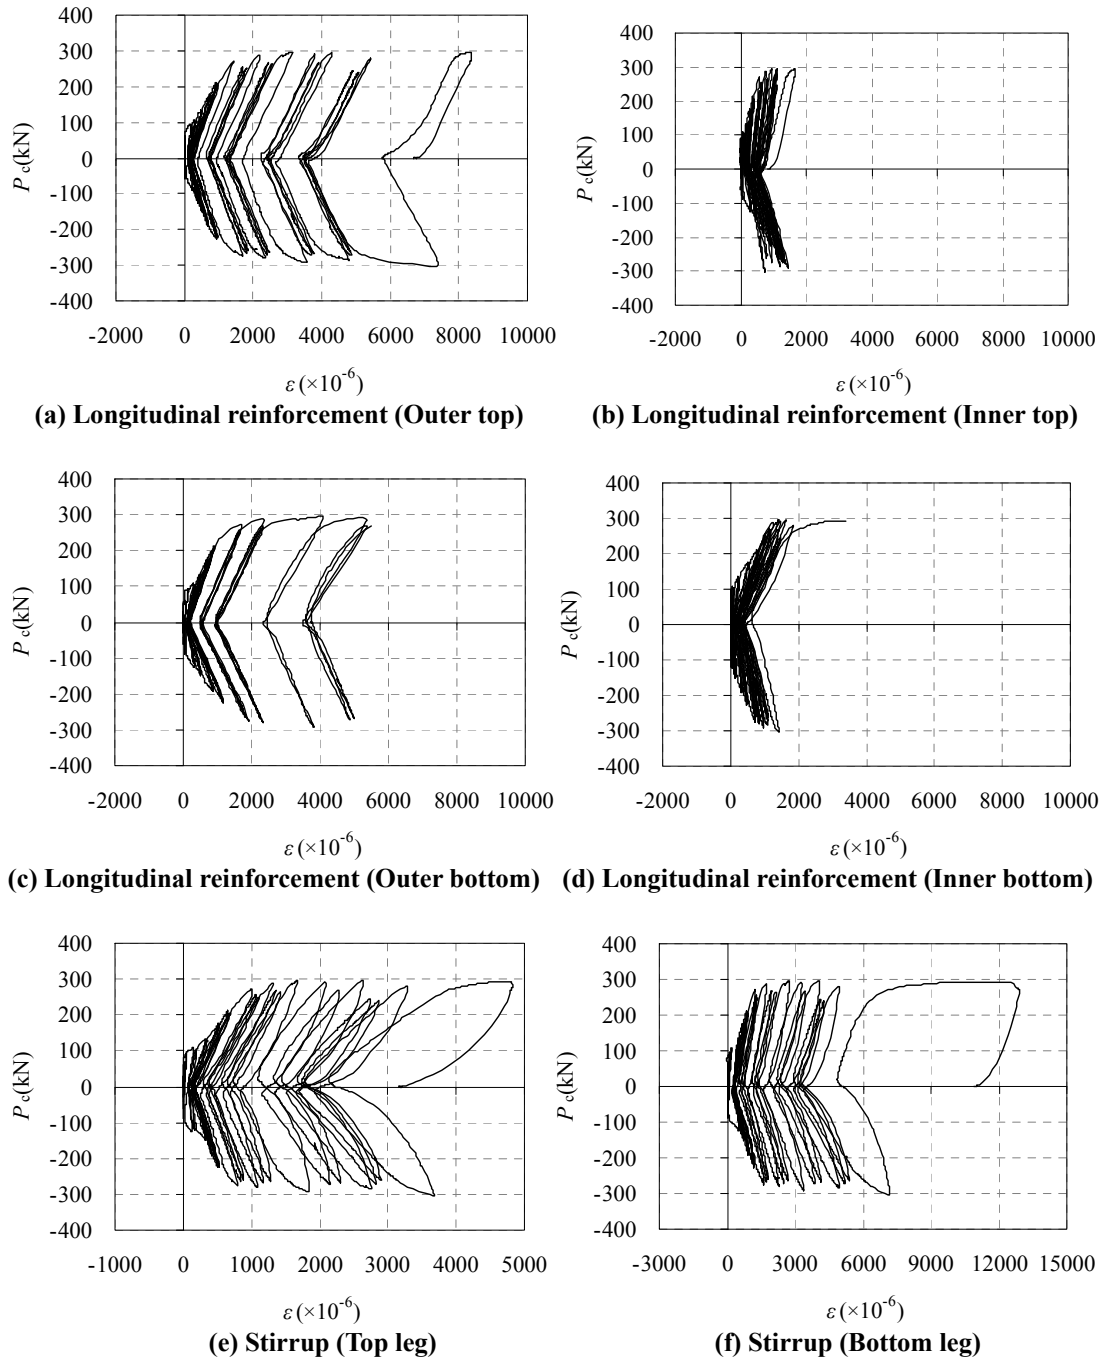 400
300
200
100
0
-100
-200
-300
-400
P c(kN)
-2000 0 2000 4000 6000 8000 10000
ε (×10⁻⁶)
(a) Longitudinal reinforcement (Outer top)
400
300
200
100
0
-100
-200
-300
-400
P c(kN)
-2000 0 2000 4000 6000 8000 10000
ε (×10⁻⁶)
(b) Longitudinal reinforcement (Inner top)
400
300
200
100
0
-100
-200
-300
-400
P c(kN)
-2000 0 2000 4000 6000 8000 10000
ε (×10⁻⁶)
(c) Longitudinal reinforcement (Outer bottom)
400
300
200
100
0
-100
-200
-300
-400
P c(kN)
-2000 0 2000 4000 6000 8000 10000
ε (×10⁻⁶)
(d) Longitudinal reinforcement (Inner bottom)
400
300
200
100
0
-100
-200
-300
-400
P c(kN)
-1000 0 1000 2000 3000 4000 5000
ε (×10⁻⁶)
(e) Stirrup (Top leg)
400
300
200
100
0
-100
-200
-300
-400
P c(kN)
-3000 0 3000 6000 9000 12000 15000
ε (×10⁻⁶)
(f) Stirrup (Bottom leg)